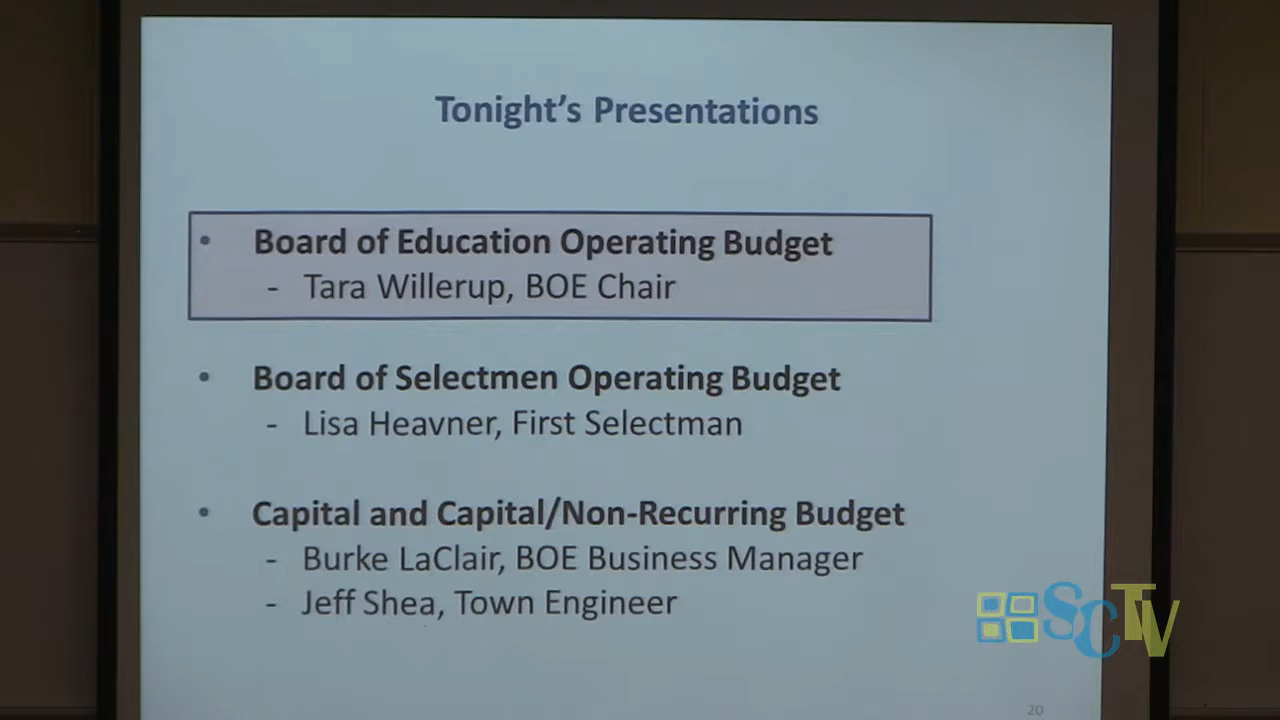 Tonight's Presentations
• Board of Education Operating Budget
- Tara Willerup, BOE Chair
• Board of Selectmen Operating Budget
- Lisa Heavner, First Selectman
• Capital and Capital/Non-Recurring Budget
- Burke LaClair, BOE Business Manager
- Jeff Shea, Town Engineer
SCTV
20